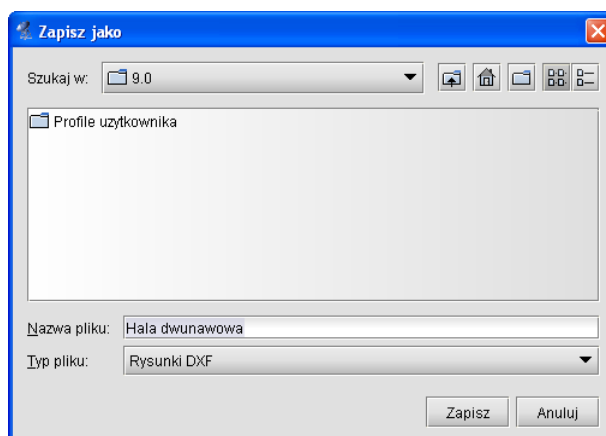 Zapisz jako
Szukaj w: 9.0
Profile uzytkownika
Nazwa pliku: Hala dwunawowa
Typ pliku: Rysunki DXF
Zapisz Anuluj